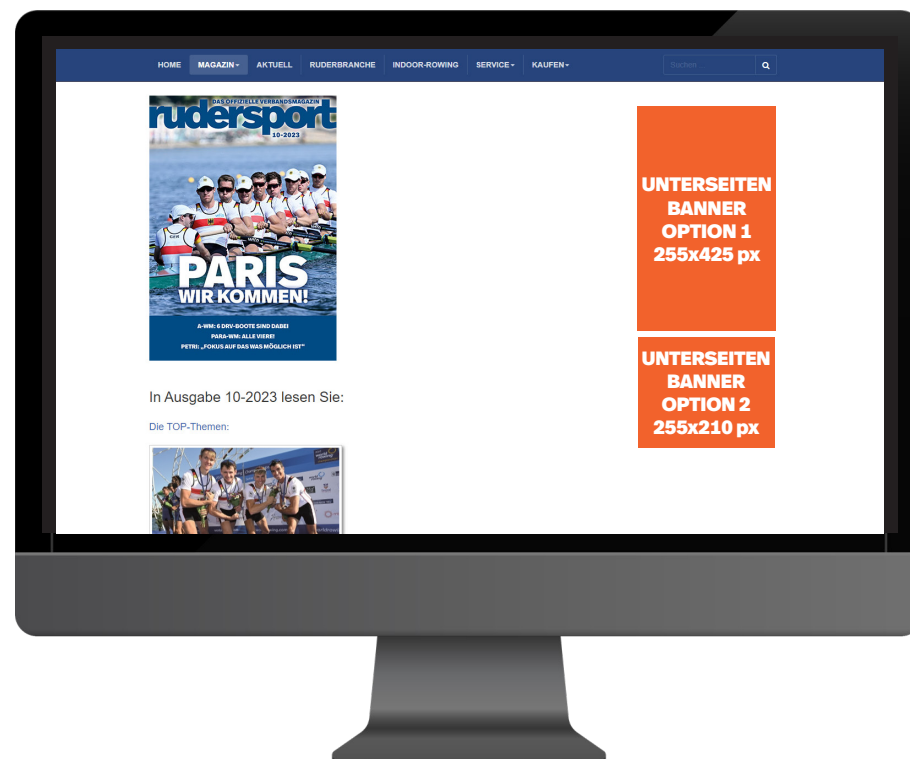 HOME MAGAZIN AKTUELL RUDERBRANCHE INDOOR-ROWING SERVICE KAUFEN Suchen
DAS OFFIZIELLE VERBANDSMAGAZIN
rudersport
10-2023
PARIS
WIR KOMMEN!
A-WM: 6 DRV-BOOTE SIND DABEI
PARA-WM: ALLE VIERE!
PETRI: „FOKUS AUF DAS WAS MÖGLICH IST“
In Ausgabe 10-2023 lesen Sie:
Die TOP-Themen:
UNTERSEITEN
BANNER
OPTION 1
255x425 px
UNTERSEITEN
BANNER
OPTION 2
255x210 px